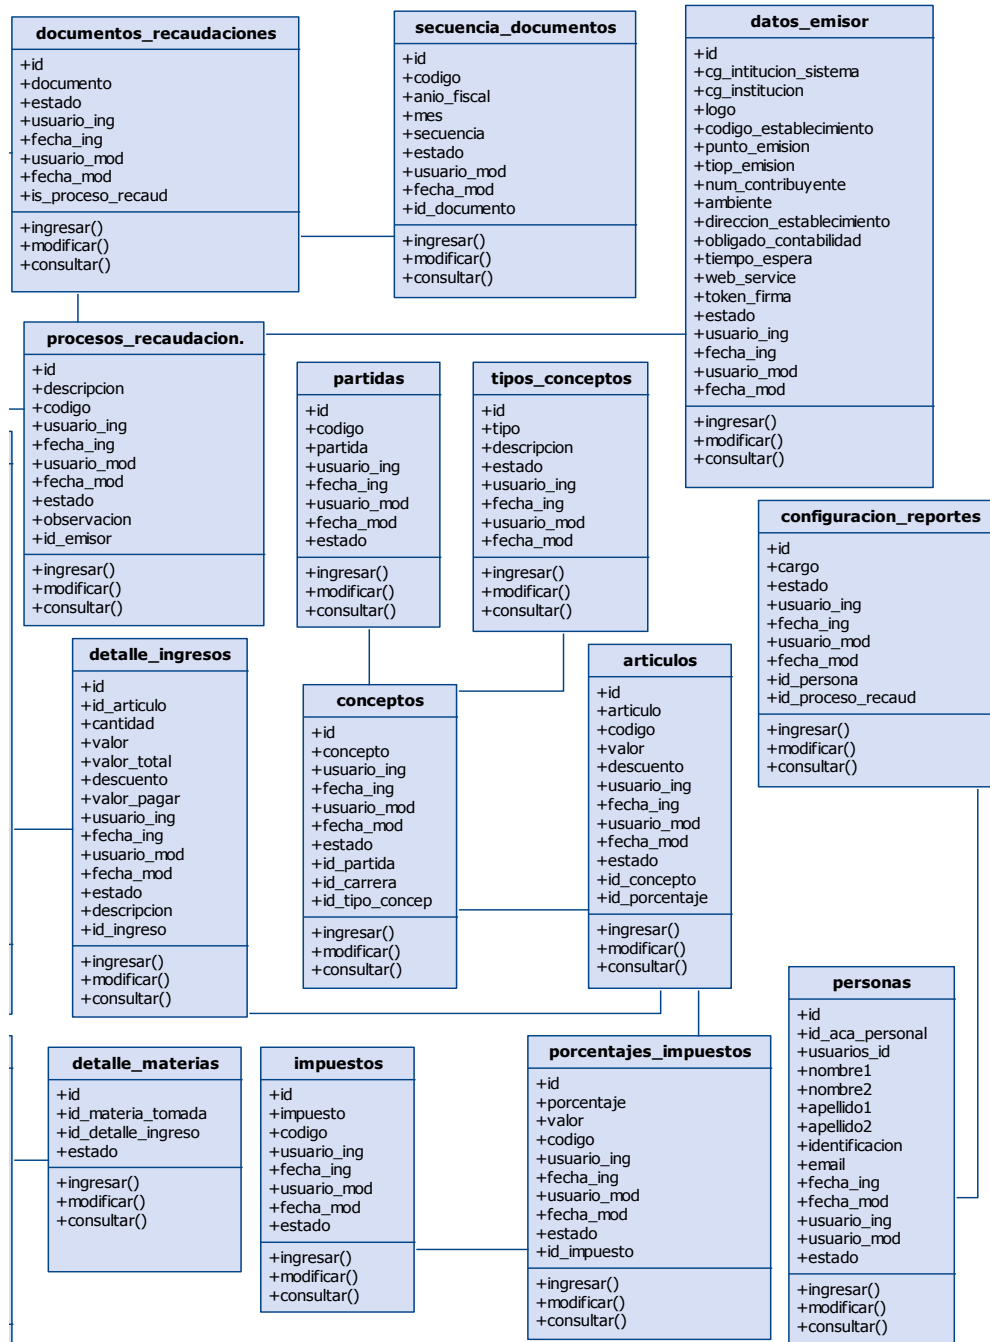 documentos_recaudaciones
+id
+documento
+estado
+usuario_ing
+fecha_ing
+usuario_mod
+fecha_mod
+is_proceso_recaud
+ingresar()
+modificar()
+consultar()
secuencia_documentos
+id
+codigo
+anio_fiscal
+mes
+secuencia
+estado
+usuario_mod
+fecha_mod
+id_documento
+ingresar()
+modificar()
+consultar()
datos_emisor
+id
+cg_intitucion_sistema
+cg_institucion
+logo
+codigo_establecimiento
+punto_emision
+tiop_emision
+num_contribuyente
+ambiente
+direccion_establecimiento
+obligado_contabilidad
+tiempo_espera
+web_service
+token_firma
+estado
+usuario_ing
+fecha_ing
+usuario_mod
+fecha_mod
+ingresar()
+modificar()
+consultar()
procesos_recaudacion.
+id
+descripcion
+codigo
+usuario_ing
+fecha_ing
+usuario_mod
+fecha_mod
+estado
+observacion
+id_emisor
+ingresar()
+modificar()
+consultar()
partidas
+id
+codigo
+partida
+usuario_ing
+fecha_ing
+usuario_mod
+fecha_mod
+estado
+ingresar()
+modificar()
+consultar()
tipos_conceptos
+id
+tipo
+descripcion
+estado
+usuario_ing
+fecha_ing
+usuario_mod
+fecha_mod
+ingresar()
+modificar()
+consultar()
configuracion_reportes
+id
+cargo
+estado
+usuario_ing
+fecha_ing
+usuario_mod
+fecha_mod
+id_persona
+id_proceso_recaud
+ingresar()
+modificar()
+consultar()
detalle_ingresos
+id
+id_articulo
+cantidad
+valor
+valor_total
+descuento
+valor_pagar
+usuario_ing
+fecha_ing
+usuario_mod
+fecha_mod
+estado
+descripcion
+id_ingreso
+ingresar()
+modificar()
+consultar()
conceptos
+id
+concepto
+usuario_ing
+fecha_ing
+usuario_mod
+fecha_mod
+estado
+id_partida
+id_carrera
+id_tipo_concep
+ingresar()
+modificar()
+consultar()
articulos
+id
+articulo
+codigo
+valor
+descuento
+usuario_ing
+fecha_ing
+usuario_mod
+fecha_mod
+estado
+id_concepto
+id_porcentaje
+ingresar()
+modificar()
+consultar()
personas
+id
+id_aca_personal
+usuarios_id
+nombre1
+nombre2
+apellido1
+apellido2
+identificacion
+email
+fecha_ing
+fecha_mod
+usuario_ing
+usuario_mod
+estado
+ingresar()
+modificar()
+consultar()
detalle_materias
+id
+id_materia_tomada
+id_detalle_ingreso
+estado
+ingresar()
+modificar()
+consultar()
impuestos
+id
+impuesto
+codigo
+usuario_ing
+fecha_ing
+usuario_mod
+fecha_mod
+estado
+ingresar()
+modificar()
+consultar()
porcentajes_impuestos
+id
+porcentaje
+valor
+codigo
+usuario_ing
+fecha_ing
+usuario_mod
+fecha_mod
+estado
+id_impuesto
+ingresar()
+modificar()
+consultar()